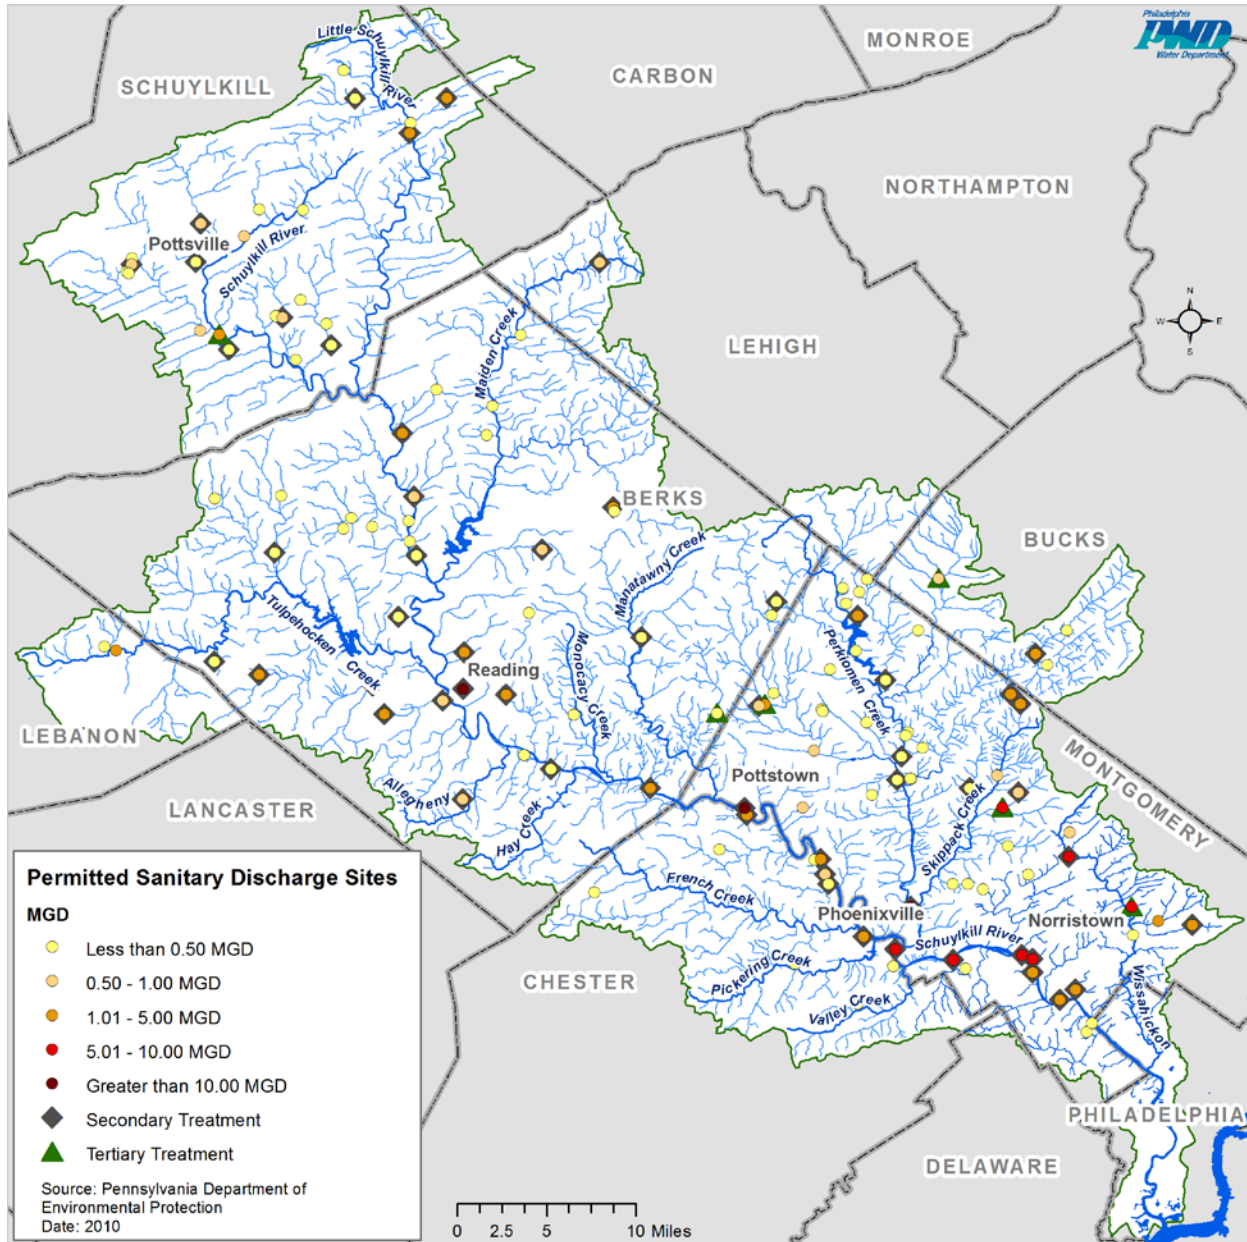 Philadelphia
PWD
Water Department
MONROE
CARBON
SCHUYLKILL
Little Schuylkill
River
NORTHAMPTON
Pottsville
Schuylkill River
N
W E
S
Maiden Creek
LEHIGH
BERKS
BUCKS
Manatawny Creek
Tulpehocken Creek
Perkiomen Creek
Monocacy Creek
Reading
LEBANON
Pottstown
MONTGOMERY
LANCASTER
Allegheny
Hay Creek
Skippack Creek
French Creek
Phoenixville
Norristown
Schuylkill River
Pickering Creek
CHESTER
Valley Creek
Wissahickon
PHILADELPHIA
DELAWARE
Permitted Sanitary Discharge Sites
MGD
Less than 0.50 MGD
0.50 - 1.00 MGD
1.01 - 5.00 MGD
5.01 - 10.00 MGD
Greater than 10.00 MGD
Secondary Treatment
Tertiary Treatment
Source: Pennsylvania Department of
Environmental Protection
Date: 2010
0 2.5 5 10 Miles